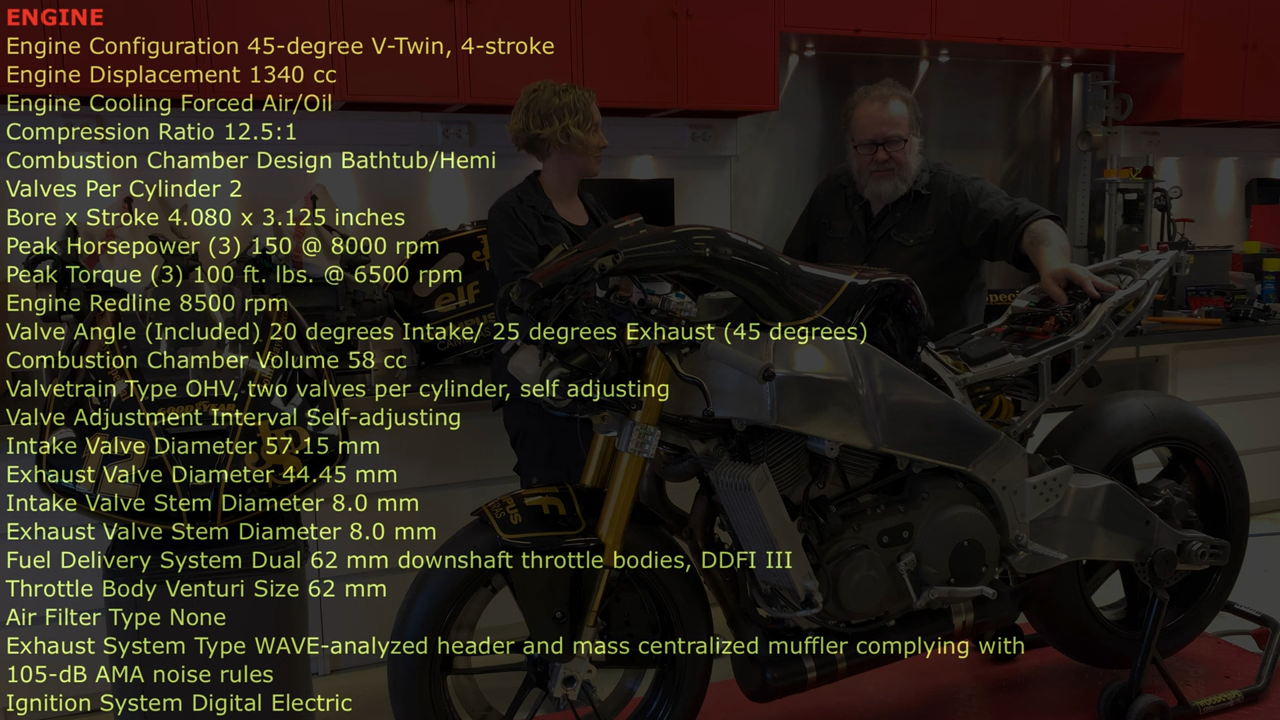 ENGINE
Engine Configuration 45-degree V-Twin, 4-stroke
Engine Displacement 1340 cc
Engine Cooling Forced Air/Oil
Compression Ratio 12.5:1
Combustion Chamber Design Bathtub/Hemi
Valves Per Cylinder 2
Bore x Stroke 4.080 x 3.125 inches
Peak Horsepower (3) 150 @ 8000 rpm
Peak Torque (3) 100 ft. lbs. @ 6500 rpm
Engine Redline 8500 rpm
Valve Angle (Included) 20 degrees Intake/ 25 degrees Exhaust (45 degrees)
Combustion Chamber Volume 58 cc
Valvetrain Type OHV, two valves per cylinder, self adjusting
Valve Adjustment Interval Self-adjusting
Intake Valve Diameter 57.15 mm
Exhaust Valve Diameter 44.45 mm
Intake Valve Stem Diameter 8.0 mm
Exhaust Valve Stem Diameter 8.0 mm
Fuel Delivery System Dual 62 mm downshaft throttle bodies, DDFI III
Throttle Body Venturi Size 62 mm
Air Filter Type None
Exhaust System Type WAVE-analyzed header and mass centralized muffler complying with
105-dB AMA noise rules
Ignition System Digital Electric
elf
GOODYEAR
elf